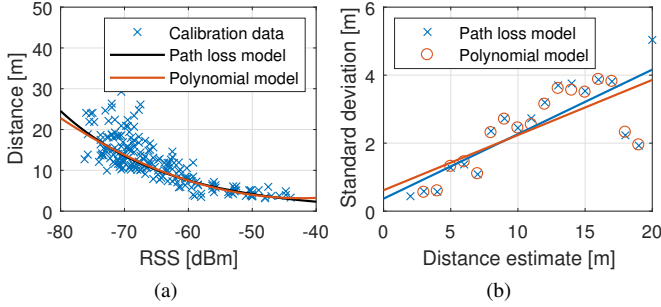 60
50
40
30
20
10
0
-80
-70
-60
-50
-40
Distance [m]
RSS [dBm]
Calibration data
Path loss model
Polynomial model
(a)
6
4
2
0
0
5
10
15
20
Standard deviation [m]
Distance estimate [m]
Path loss model
Polynomial model
(b)